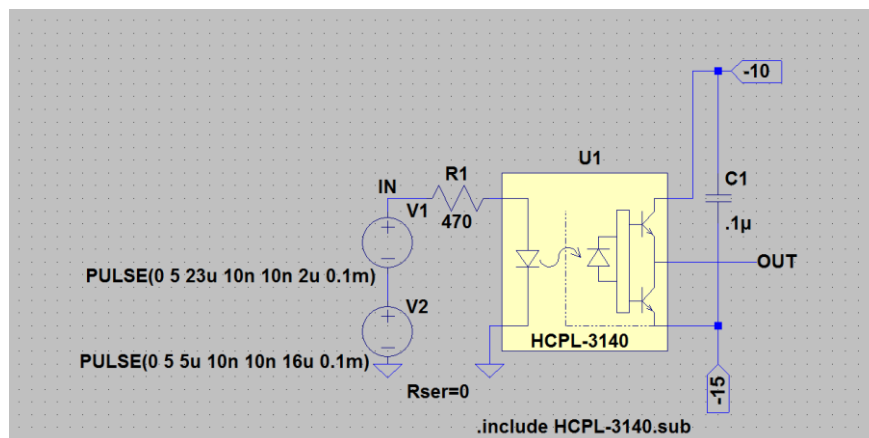 -10
U1
R1
IN
C1
V1
470
.1µ
OUT
PULSE(0 5 23u 10n 10n 2u 0.1m)
V2
HCPL-3140
PULSE(0 5 5u 10n 10n 16u 0.1m)
Rser=0
-15
.include HCPL-3140.sub